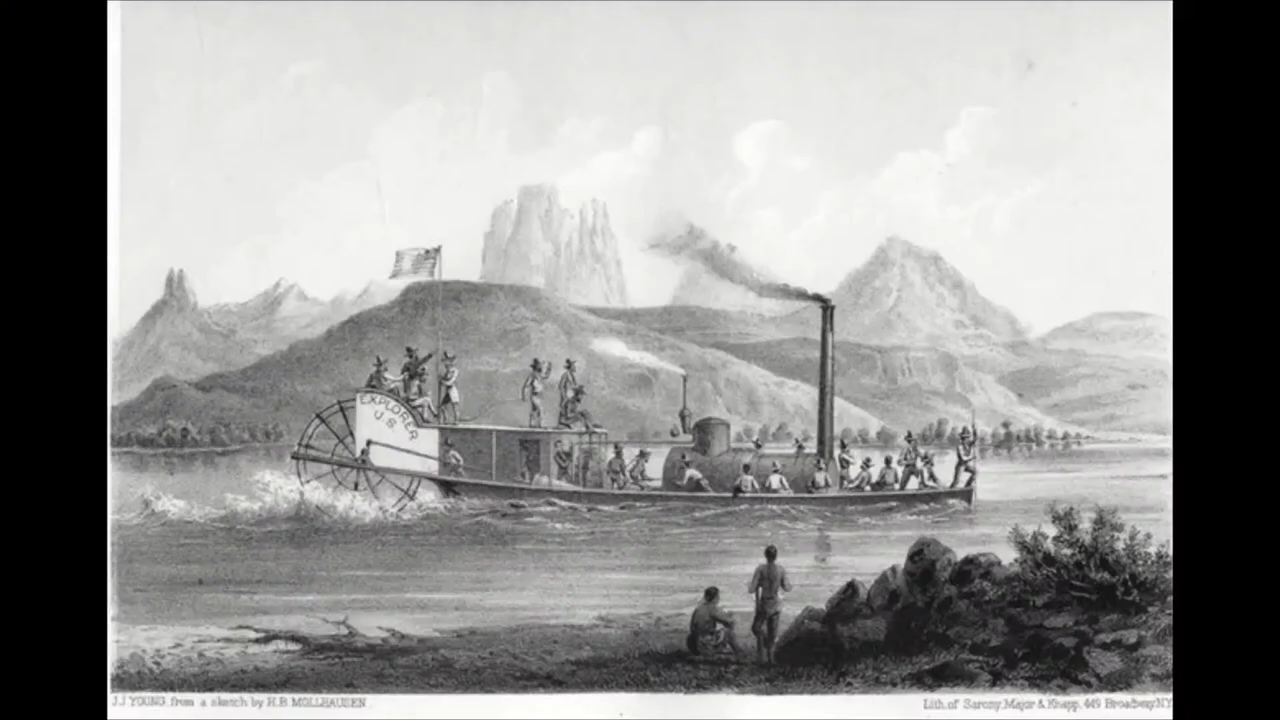 EXPLORER
U.S.
J.J YOUNG from a sketch by H.B. MOLLHAUSEN.
Lith. of Sarony, Major & Knapp, 449 Broadway N.Y.